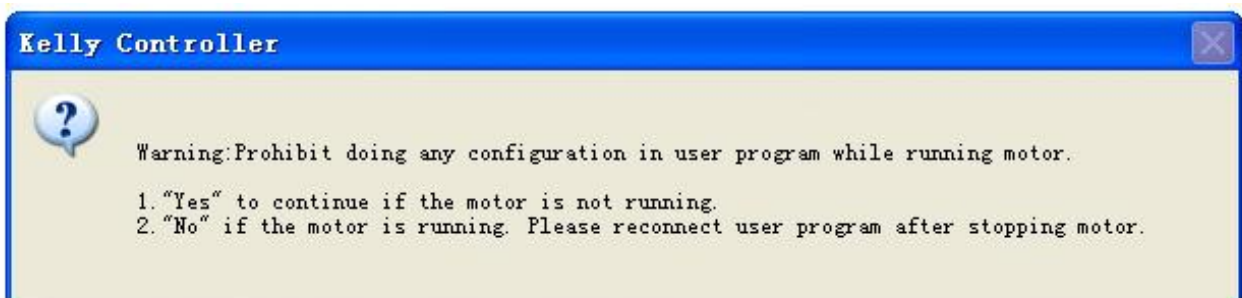 Kelly Controller
?
Warning:Prohibit doing any configuration in user program while running motor.
1."Yes" to continue if the motor is not running.
2."No" if the motor is running. Please reconnect user program after stopping motor.